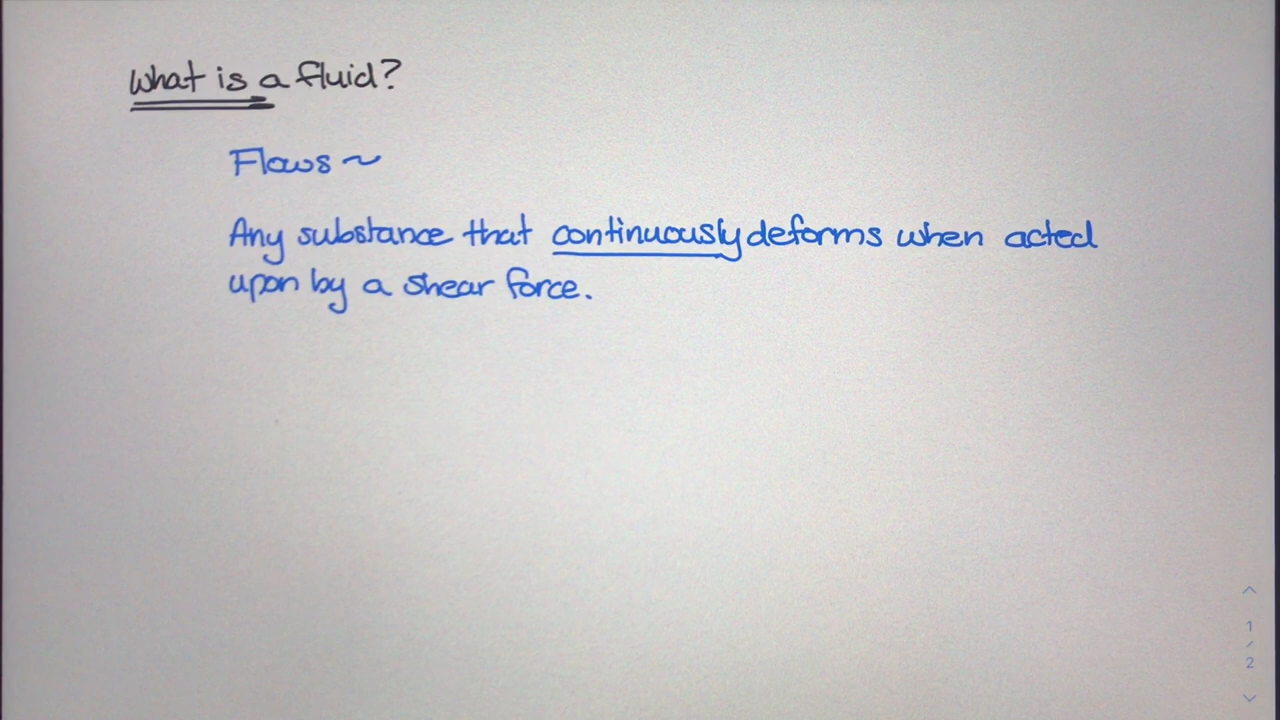 What is a fluid?
Flows ~
Any substance that continuously deforms when acted
upon by a shear force.
1
/
2